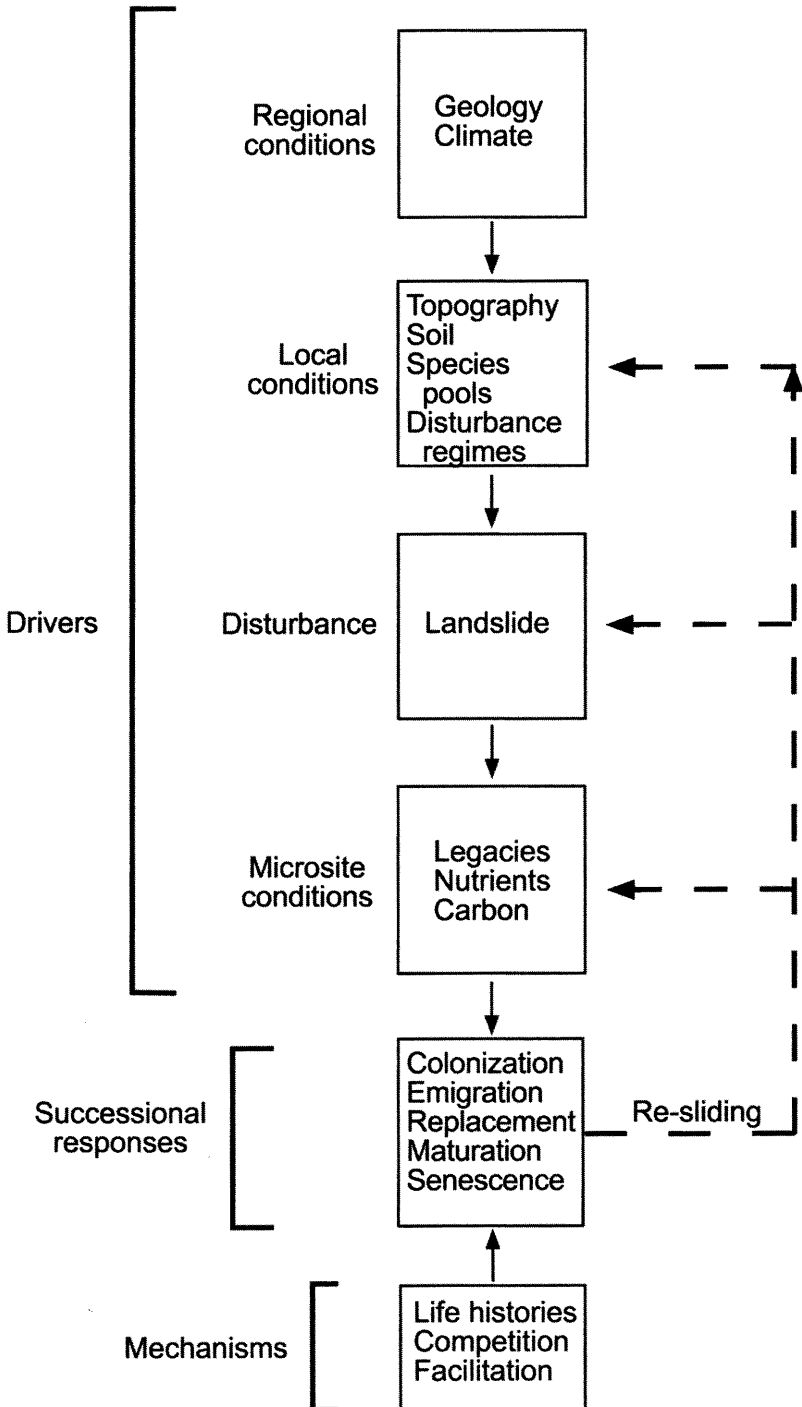 Regional
conditions
Geology
Climate
Local
conditions
Topography
Soil
Species
pools
Disturbance
regimes
Drivers
Disturbance
Landslide
Microsite
conditions
Legacies
Nutrients
Carbon
Successional
responses
Colonization
Emigration
Replacement
Maturation
Senescence
Re-sliding
Mechanisms
Life histories
Competition
Facilitation